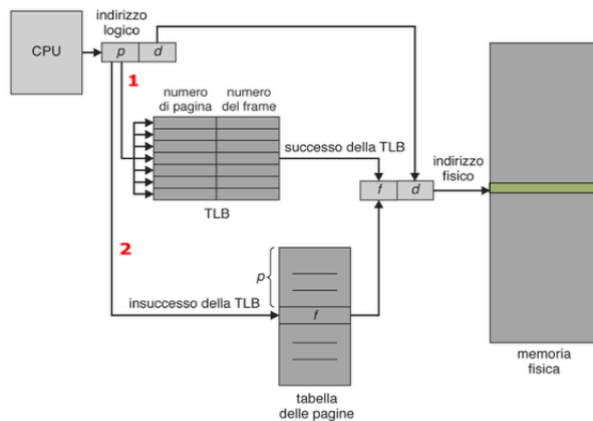 indirizzo
logico
CPU
p
d
1
numero
di pagina
numero
del frame
successo della TLB
indirizzo
fisico
f
d
TLB
2
p
insuccesso della TLB
f
memoria
fisica
tabella
delle pagine